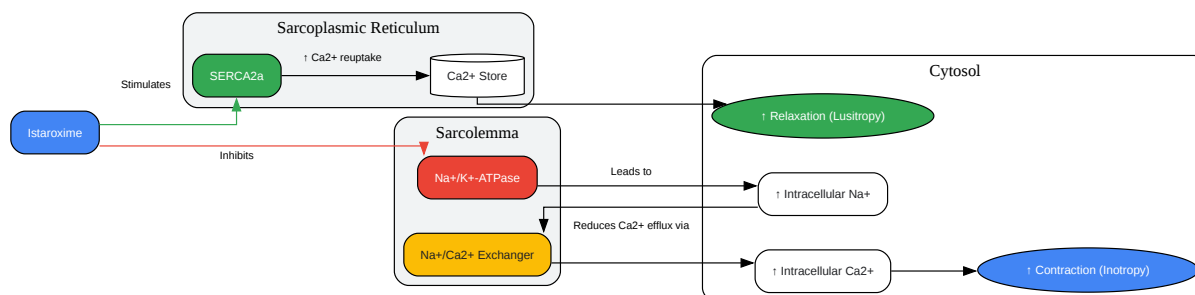 Sarcoplasmic Reticulum
SERCA2a
↑ Ca2+ reuptake
Ca2+ Store
Stimulates
Istaroxime
Inhibits
Sarcolemma
Na+/K+-ATPase
Na+/Ca2+ Exchanger
Leads to
Reduces Ca2+ efflux via
Cytosol
↑ Relaxation (Lusitropy)
↑ Intracellular Na+
↑ Intracellular Ca2+
↑ Contraction (Inotropy)